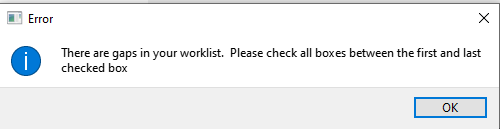 Error
There are gaps in your worklist.  Please check all boxes between the first and last
checked box
OK